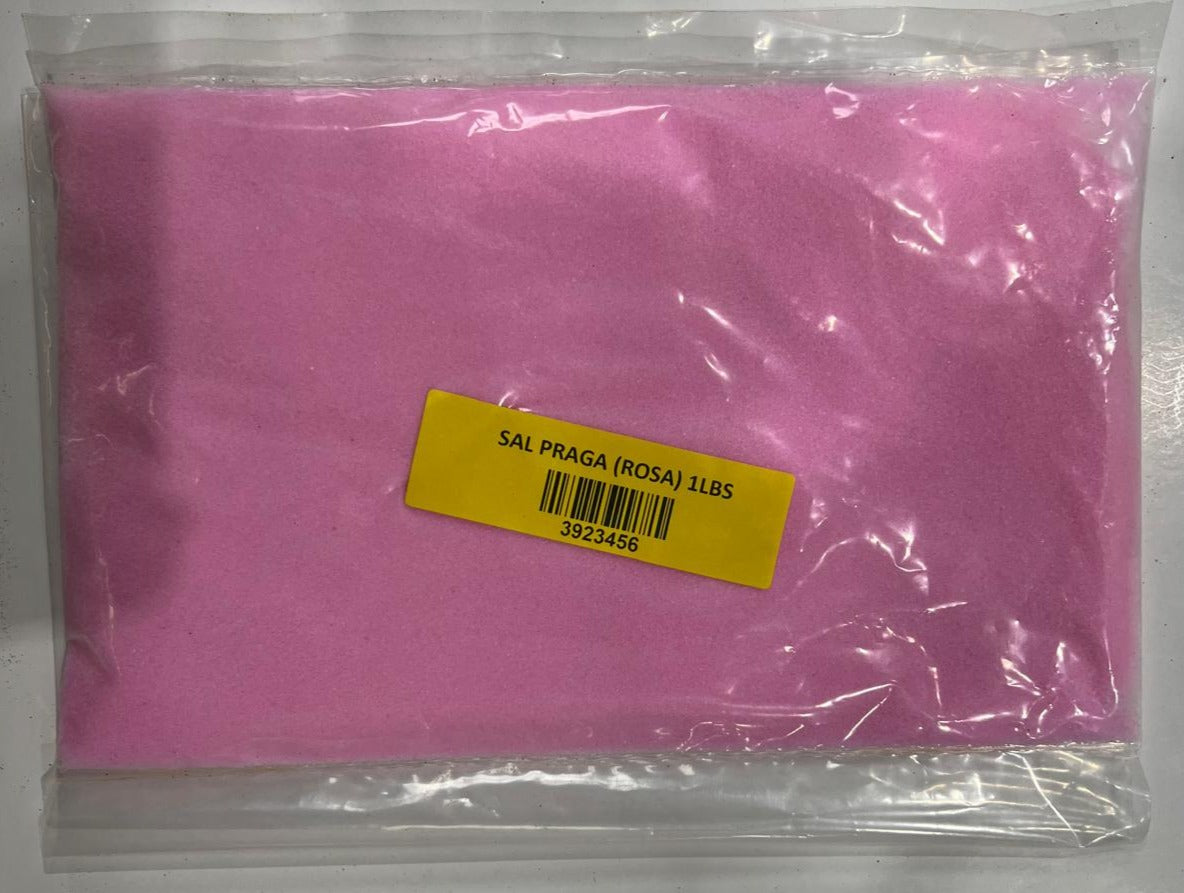 SAL PRAGA (ROSA) 1LBS
3923456